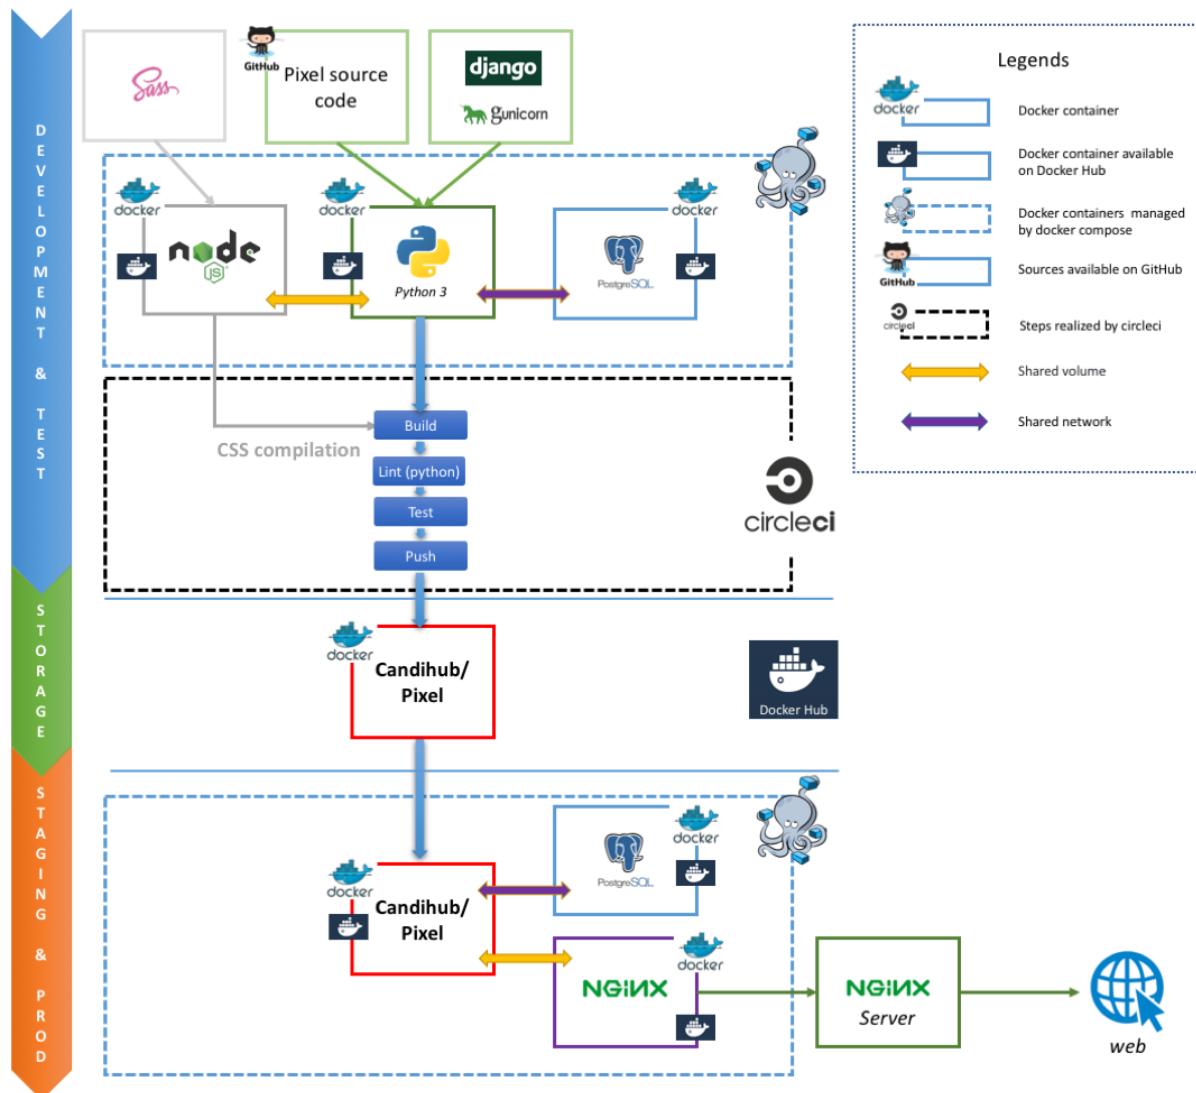 DEVELOPMENT & TEST
STORAGE
STAGING & PROD
Sass
GitHub
Pixel source
code
django
gunicorn
docker
node
JS
docker
Python 3
docker
PostgreSQL
Build
CSS compilation
Lint (python)
Test
Push
circleci
docker
Candihub/
Pixel
Docker Hub
docker
Candihub/
Pixel
docker
PostgreSQL
docker
NGINX
NGINX
Server
web
Legends
docker
Docker container
Docker container available
on Docker Hub
Docker containers managed
by docker compose
GitHub
Sources available on GitHub
circleci
Steps realized by circleci
Shared volume
Shared network